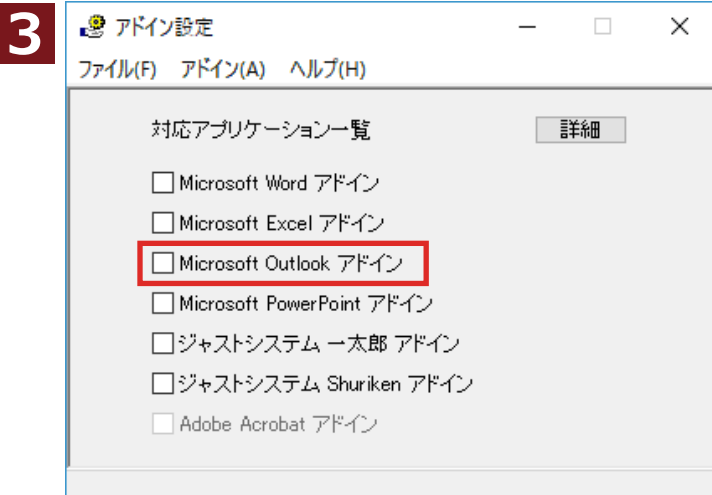 3
アドイン設定
ファイル(F) アドイン(A) ヘルプ(H)
対応アプリケーション一覧 詳細
Microsoft Word アドイン
Microsoft Excel アドイン
Microsoft Outlook アドイン
Microsoft PowerPoint アドイン
ジャストシステム 一太郎 アドイン
ジャストシステム Shuriken アドイン
Adobe Acrobat アドイン